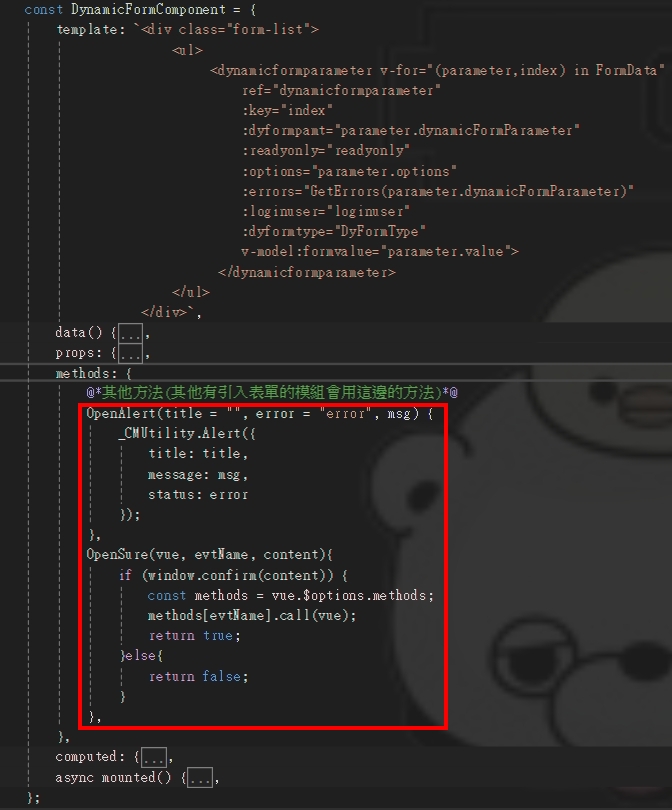 const DynamicFormComponent = {
template: `<div class="form-list">
<ul>
<dynamicformparameter v-for="(parameter,index) in FormData"
ref="dynamicformparameter"
:key="index"
:dyformpamt="parameter.dynamicFormParameter"
:readyonly="readyonly"
:options="parameter.options"
:errors="GetErrors(parameter.dynamicFormParameter)"
:loginuser="loginuser"
:dyformtype="DyFormType"
v-model:formvalue="parameter.value">
</dynamicformparameter>
</ul>
</div>`,
data() {...},
props: {...},
methods: {
@*其他方法(其他有引入表單的模組會用這邊的方法)*@
OpenAlert(title = "", error = "error", msg) {
_CMUtility.Alert({
title: title,
message: msg,
status: error
});
},
OpenSure(vue, evtName, content){
if (window.confirm(content)) {
const methods = vue.$options.methods;
methods[evtName].call(vue);
return true;
}else{
return false;
}
},
},
computed: {...},
async mounted() {...},
};